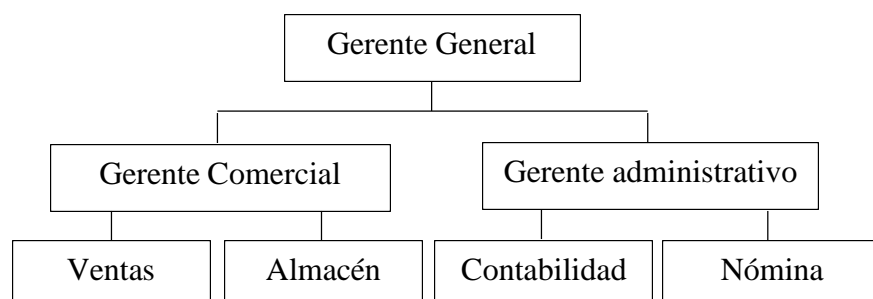 Gerente General
Gerente Comercial
Gerente administrativo
Ventas
Almacén
Contabilidad
Nómina